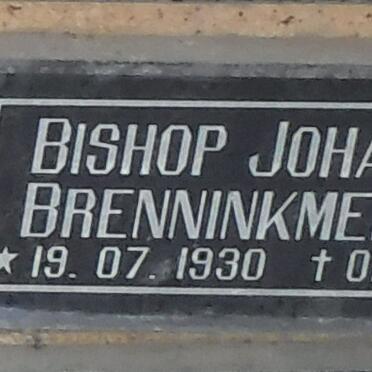 BISHOP JOHA
BRENNINKME
★ 19. 07. 1930 † 0